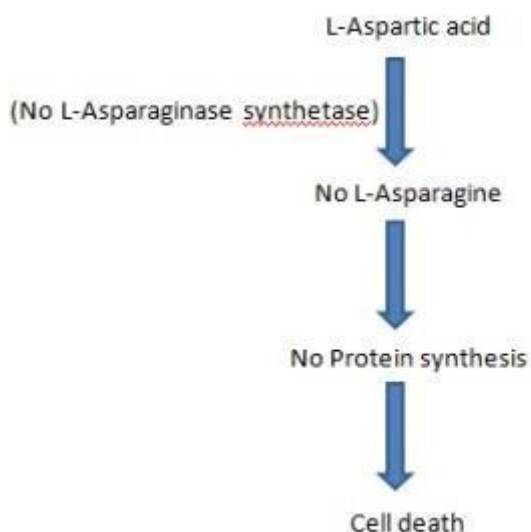 L-Aspartic acid
(No L-Asparaginase synthetase)
No L-Asparagine
No Protein synthesis
Cell death